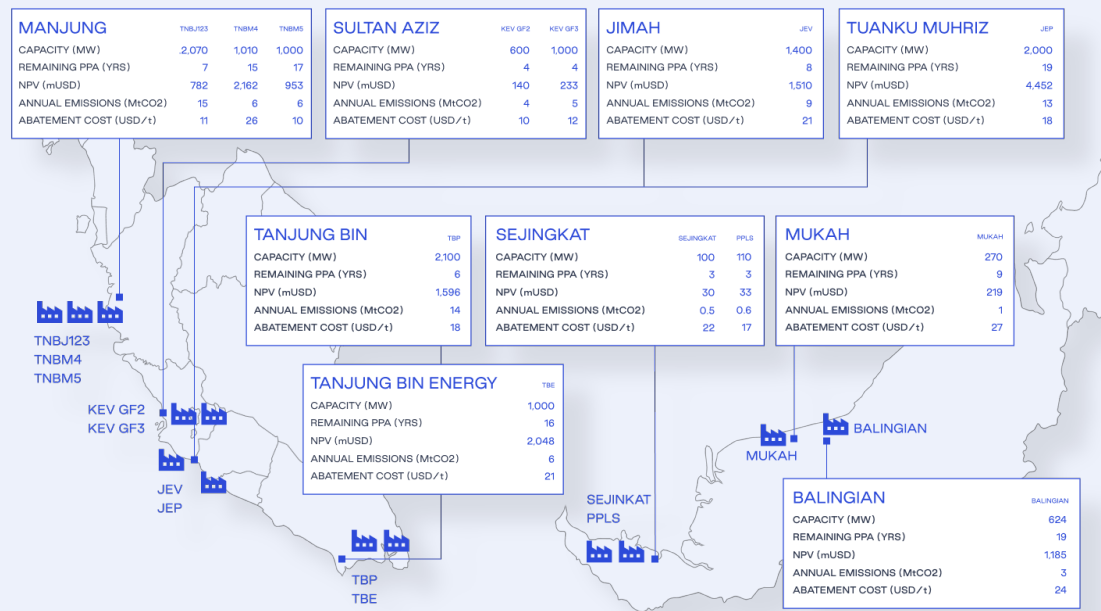 MANJUNG TNBJ123 TNBM4 TNBM5
CAPACITY (MW) 2,070 1,010 1,000
REMAINING PPA (YRS) 7 15 17
NPV (mUSD) 782 2,162 953
ANNUAL EMISSIONS (MtCO2) 15 6 6
ABATEMENT COST (USD/t) 11 26 10
SULTAN AZIZ KEV GF2 KEV GF3
CAPACITY (MW) 600 1,000
REMAINING PPA (YRS) 4 4
NPV (mUSD) 140 233
ANNUAL EMISSIONS (MtCO2) 4 5
ABATEMENT COST (USD/t) 10 12
JIMAH JEV
CAPACITY (MW) 1,400
REMAINING PPA (YRS) 8
NPV (mUSD) 1,510
ANNUAL EMISSIONS (MtCO2) 9
ABATEMENT COST (USD/t) 21
TUANKU MUHRIZ JEP
CAPACITY (MW) 2,000
REMAINING PPA (YRS) 19
NPV (mUSD) 4,452
ANNUAL EMISSIONS (MtCO2) 13
ABATEMENT COST (USD/t) 18
TANJUNG BIN TBP
CAPACITY (MW) 2,100
REMAINING PPA (YRS) 6
NPV (mUSD) 1,596
ANNUAL EMISSIONS (MtCO2) 14
ABATEMENT COST (USD/t) 18
SEJINGKAT SEJINGKAT PPLS
CAPACITY (MW) 100 110
REMAINING PPA (YRS) 3 3
NPV (mUSD) 30 33
ANNUAL EMISSIONS (MtCO2) 0.5 0.6
ABATEMENT COST (USD/t) 22 17
MUKAH MUKAH
CAPACITY (MW) 270
REMAINING PPA (YRS) 9
NPV (mUSD) 219
ANNUAL EMISSIONS (MtCO2) 1
ABATEMENT COST (USD/t) 27
TNBJ123
TNBM4
TNBM5
TANJUNG BIN ENERGY TBE
CAPACITY (MW) 1,000
REMAINING PPA (YRS) 16
NPV (mUSD) 2,048
ANNUAL EMISSIONS (MtCO2) 6
ABATEMENT COST (USD/t) 21
KEV GF2
KEV GF3
JEV
JEP
TBP
TBE
SEJINKAT
PPLS
MUKAH
BALINGIAN
BALINGIAN BALINGIAN
CAPACITY (MW) 624
REMAINING PPA (YRS) 19
NPV (mUSD) 1,185
ANNUAL EMISSIONS (MtCO2) 3
ABATEMENT COST (USD/t) 24